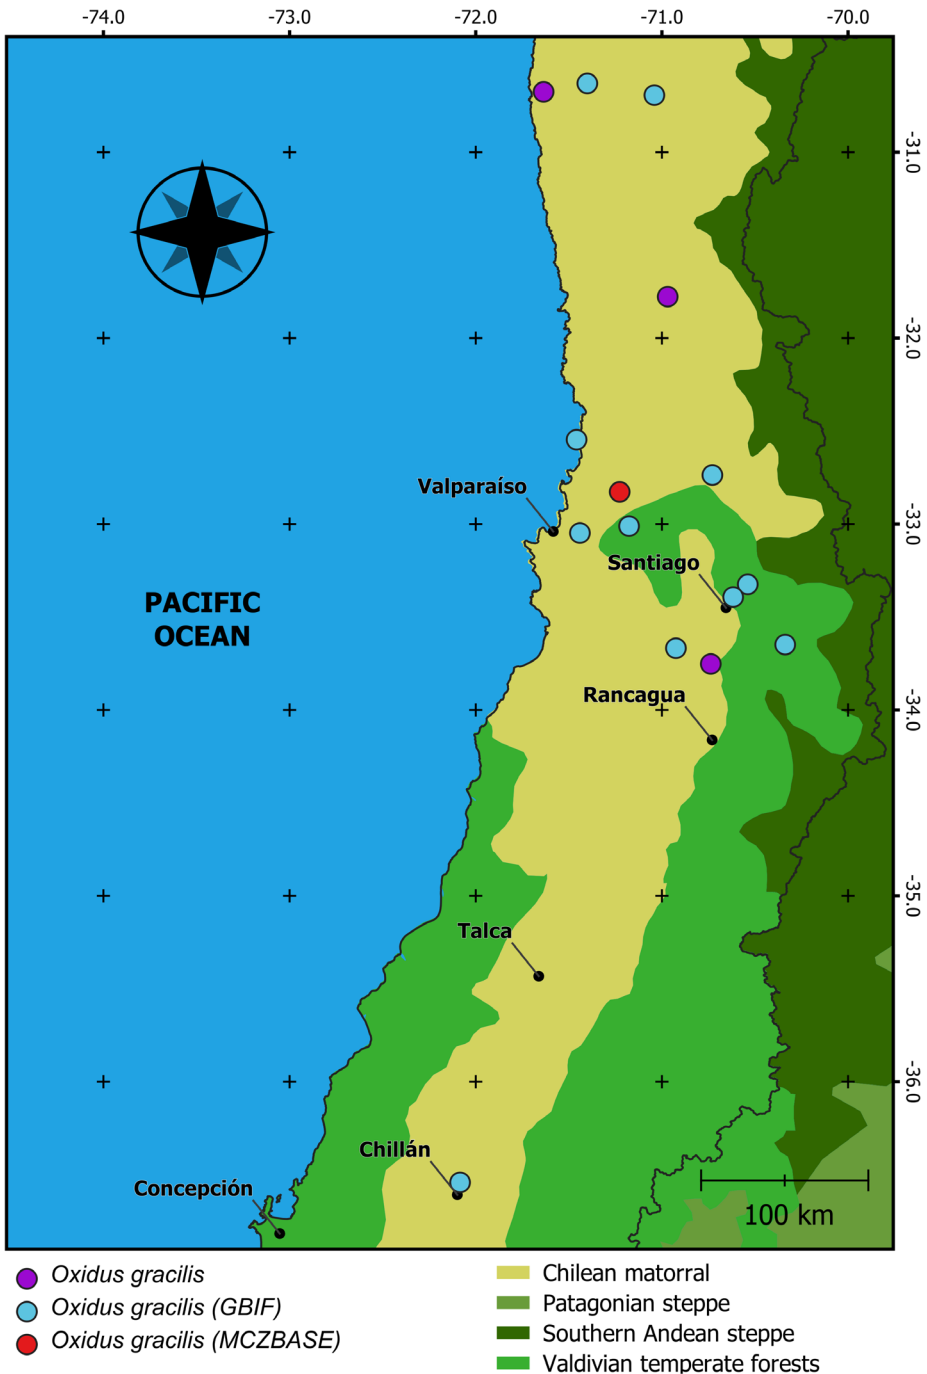 -74.0 -73.0 -72.0 -71.0 -70.0
-31.0
-32.0
Valparaíso
-33.0
Santiago
PACIFIC
OCEAN
Rancagua
-34.0
-35.0
Talca
-36.0
Chillán
Concepción
100 km
Oxidus gracilis
Oxidus gracilis (GBIF)
Oxidus gracilis (MCZBASE)
Chilean matorral
Patagonian steppe
Southern Andean steppe
Valdivian temperate forests